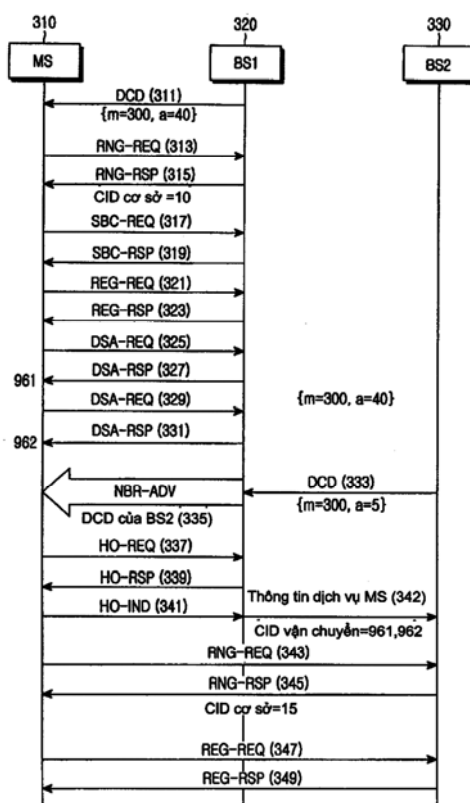 310 320 330
MS BS1 BS2
DCD (311)
{m=300, a=40}
RNG-REQ (313)
RNG-RSP (315)
CID cơ sở =10
SBC-REQ (317)
SBC-RSP (319)
REG-REQ (321)
REG-RSP (323)
DSA-REQ (325)
961 DSA-RSP (327)
DSA-REQ (329) {m=300, a=40}
962 DSA-RSP (331)
NBR-ADV DCD (333)
DCD của BS2 (335) {m=300, a=5}
HO-REQ (337)
HO-RSP (339)
HO-IND (341) Thông tin dịch vụ MS (342)
CID vận chuyển=961,962
RNG-REQ (343)
RNG-RSP (345)
CID cơ sở=15
REG-REQ (347)
REG-RSP (349)